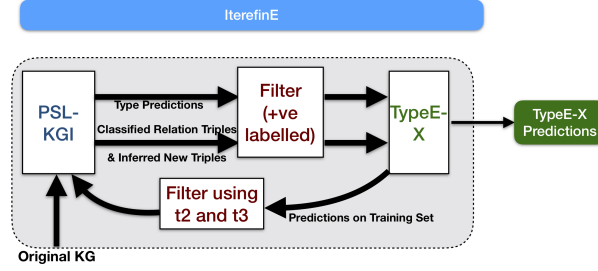 IterefinE
PSL-
KGI
Type Predictions
Classified Relation Triples
& Inferred New Triples
Filter
(+ve
labelled)
TypeE-
X
TypeE-X
Predictions
Filter using
t2 and t3
Predictions on Training Set
Original KG